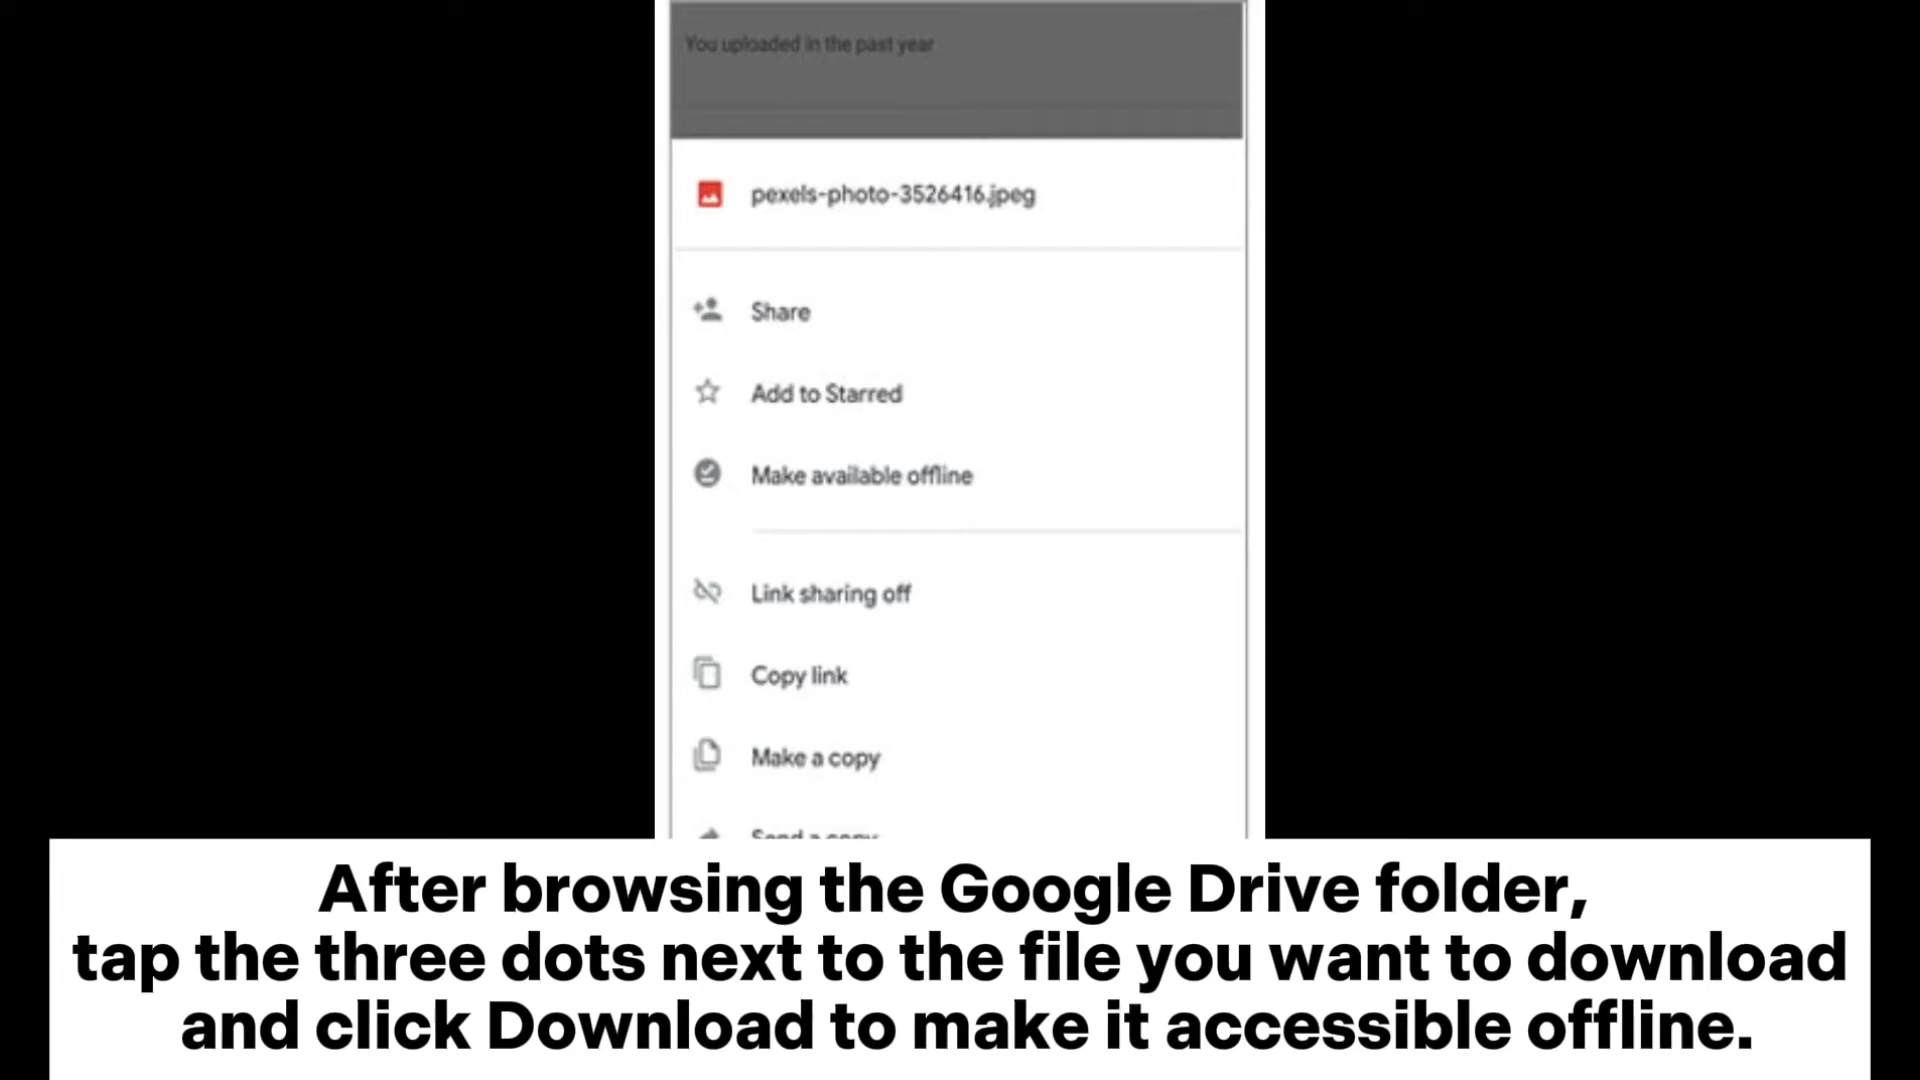 You uploaded in the past year
pexels-photo-3526416.jpeg
Share
Add to Starred
Make available offline
Link sharing off
Copy link
Make a copy
Send a copy
After browsing the Google Drive folder,
tap the three dots next to the file you want to download
and click Download to make it accessible offline.